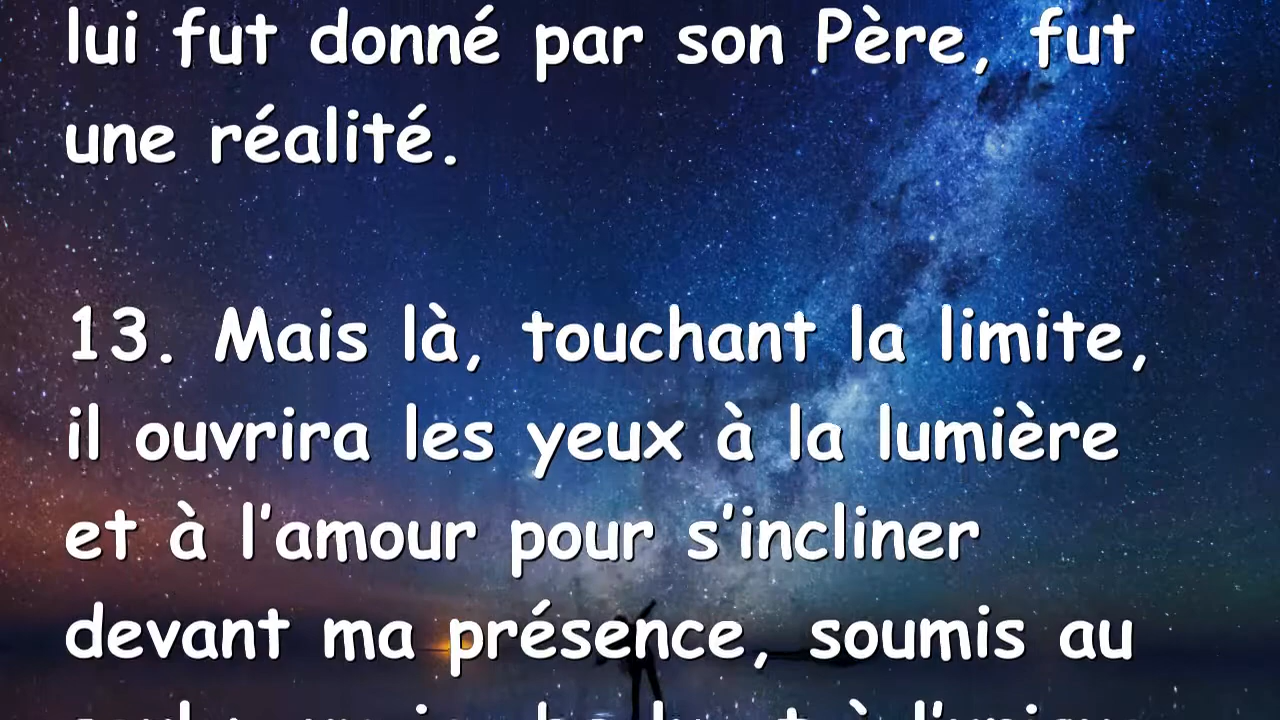 lui fut donné par son Père, fut
une réalité.
13. Mais là, touchant la limite,
il ouvrira les yeux à la lumière
et à l'amour pour s'incliner
devant ma présence, soumis au